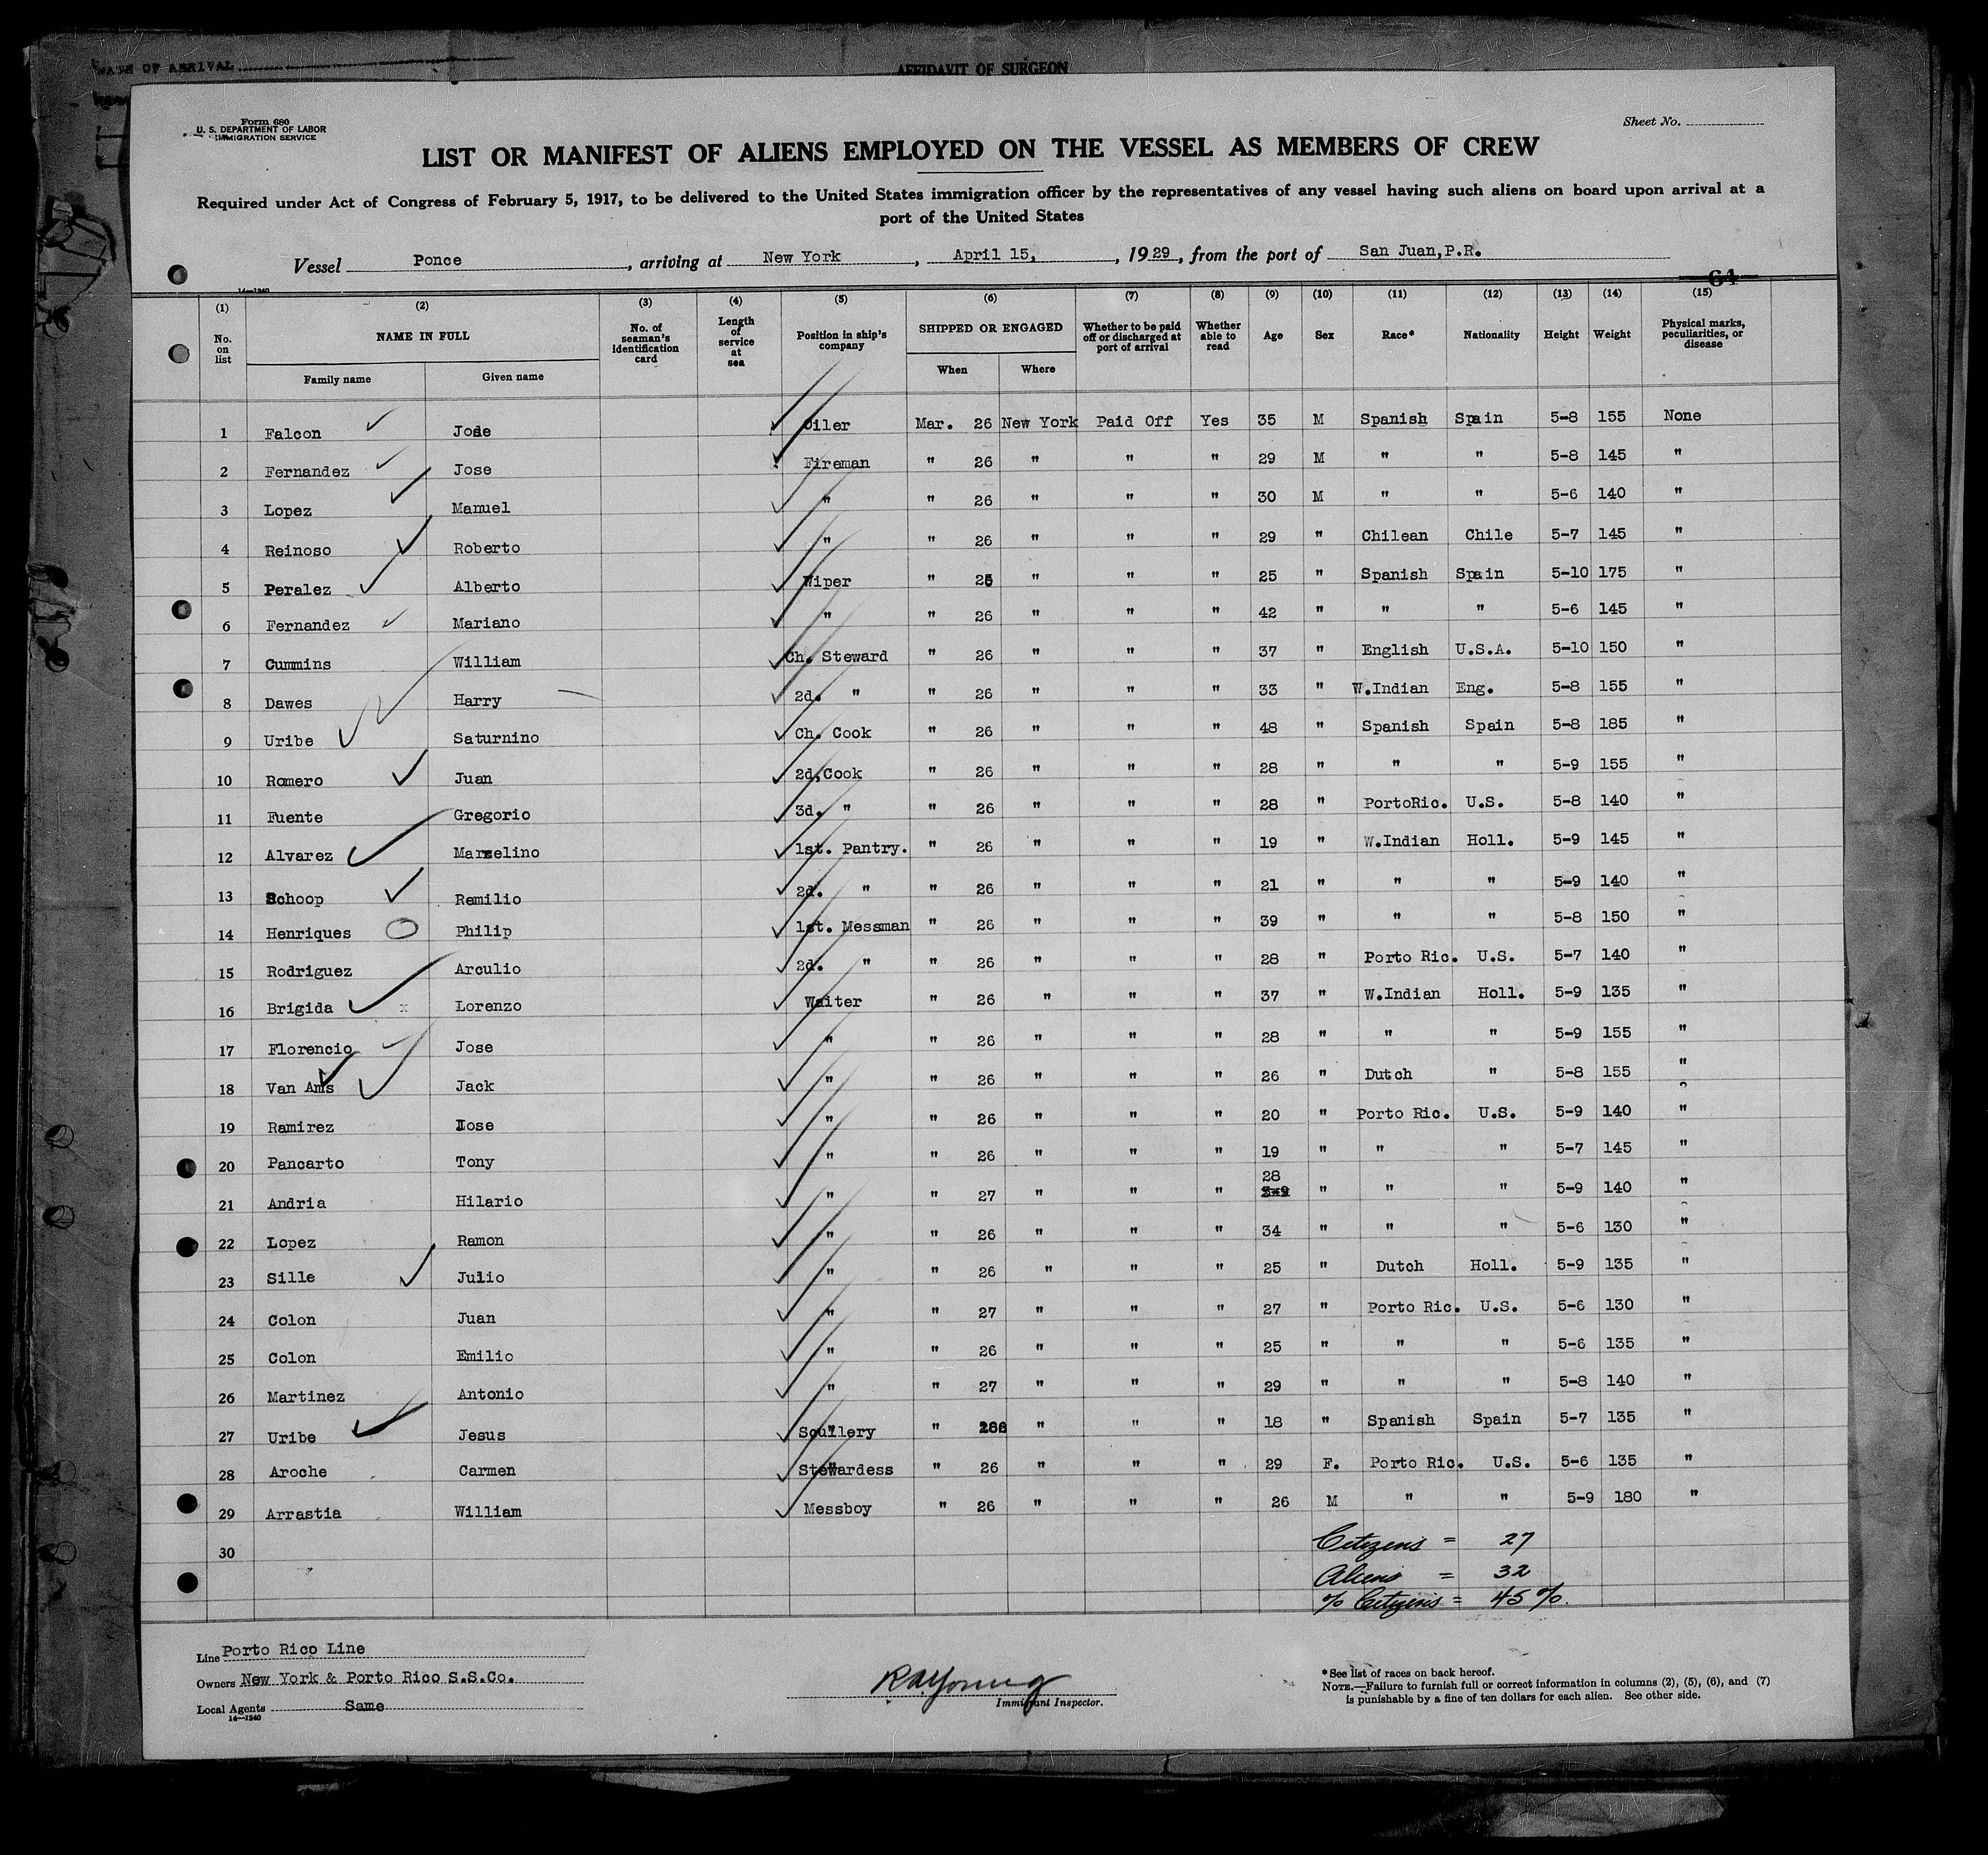 DATE OF ARRIVAL
AFFIDAVIT OF SURGEON
Form 680
U. S. DEPARTMENT OF LABOR
IMMIGRATION SERVICE
Sheet No.
LIST OR MANIFEST OF ALIENS EMPLOYED ON THE VESSEL AS MEMBERS OF CREW
Required under Act of Congress of February 5, 1917, to be delivered to the United States immigration officer by the representatives of any vessel having such aliens on board upon arrival at a
port of the United States
Vessel Ponce, arriving at New York, April 15, 1929, from the port of San Juan,P.R.
64
14—1240
(1) (2) (3) (4) (5) (6) (7) (8) (9) (10) (11) (12) (13) (14) (15)
No. on list NAME IN FULL No. of seaman's identification card Length of service at sea Position in ship's company SHIPPED OR ENGAGED Whether to be paid off or discharged at port of arrival Whether able to read Age Sex Race* Nationality Height Weight Physical marks, peculiarities, or disease
Family name Given name When Where
1 Falcon Jose Oiler Mar. 26 New York Paid Off Yes 35 M Spanish Spain 5-8 155 None
2 Fernandez Jose Fireman " 26 " " " 29 M " " 5-8 145 "
3 Lopez Manuel " " 26 " " " 30 M " " 5-6 140 "
4 Reinoso Roberto " " 26 " " " 29 " Chilean Chile 5-7 145 "
5 Peralez Alberto Wiper " 26 " " " 25 " Spanish Spain 5-10 175 "
6 Fernandez Mariano " " 26 " " " 42 " " " 5-6 145 "
7 Cummins William Ch. Steward " 26 " " " 37 " English U.S.A. 5-10 150 "
8 Dawes Harry 2d. " " 26 " " " 33 " W.Indian Eng. 5-8 155 "
9 Uribe Saturnino Ch. Cook " 26 " " " 48 " Spanish Spain 5-8 185 "
10 Romero Juan 2d,Cook " 26 " " " 28 " " " 5-9 155 "
11 Fuente Gregorio 3d. " " 26 " " " 28 " PortoRic. U.S. 5-8 140 "
12 Alvarez Marselino 1st. Pantry. " 26 " " " 19 " W.Indian Holl. 5-9 145 "
13 Schoop Remilio 2d. " " 26 " " " 21 " " " 5-9 140 "
14 Henriques Philip 1st. Messman " 26 " " " 39 " " " 5-8 150 "
15 Rodriguez Arculio 2d. " " 26 " " " 28 " Porto Ric. U.S. 5-7 140 "
16 Brigida x Lorenzo Waiter " 26 " " " 37 " W.Indian Holl. 5-9 135 "
17 Florencio Jose " " 26 " " " 28 " " " 5-9 155 "
18 Van Ams Jack " " 26 " " " 26 " Dutch " 5-8 155 "
19 Ramirez Iose " " 26 " " " 20 " Porto Ric. U.S. 5-9 140 "
20 Pancarto Tony " " 26 " " " 19 " " " 5-7 145 "
21 Andria Hilario " " 27 " " " 28 " " " 5-9 140 "
22 Lopez Ramon " " 26 " " " 34 " " " 5-6 130 "
23 Sille Julio " " 26 " " " 25 " Dutch Holl. 5-9 135 "
24 Colon Juan " " 27 " " " 27 " Porto Ric. U.S. 5-6 130 "
25 Colon Emilio " " 26 " " " 25 " " " 5-6 135 "
26 Martinez Antonio " " 27 " " " 29 " " " 5-8 140 "
27 Uribe Jesus Scullery " " " " 18 " Spanish Spain 5-7 135 "
28 Aroche Carmen Stewardess " 26 " " " 29 F. Porto Ric. U.S. 5-6 135 "
29 Arrastia William Messboy " 26 " " " 26 M " " 5-9 180 "
30
Citizens = 27
Aliens = 32
% Citizens = 45 %.
Line Porto Rico Line
Owners New York & Porto Rico S.S.Co.
Local Agents Same
14—1240
RAYoung
Immigrant Inspector.
*See list of races on back hereof.
NOTE.—Failure to furnish full or correct information in columns (2), (5), (6), and (7)
is punishable by a fine of ten dollars for each alien. See other side.